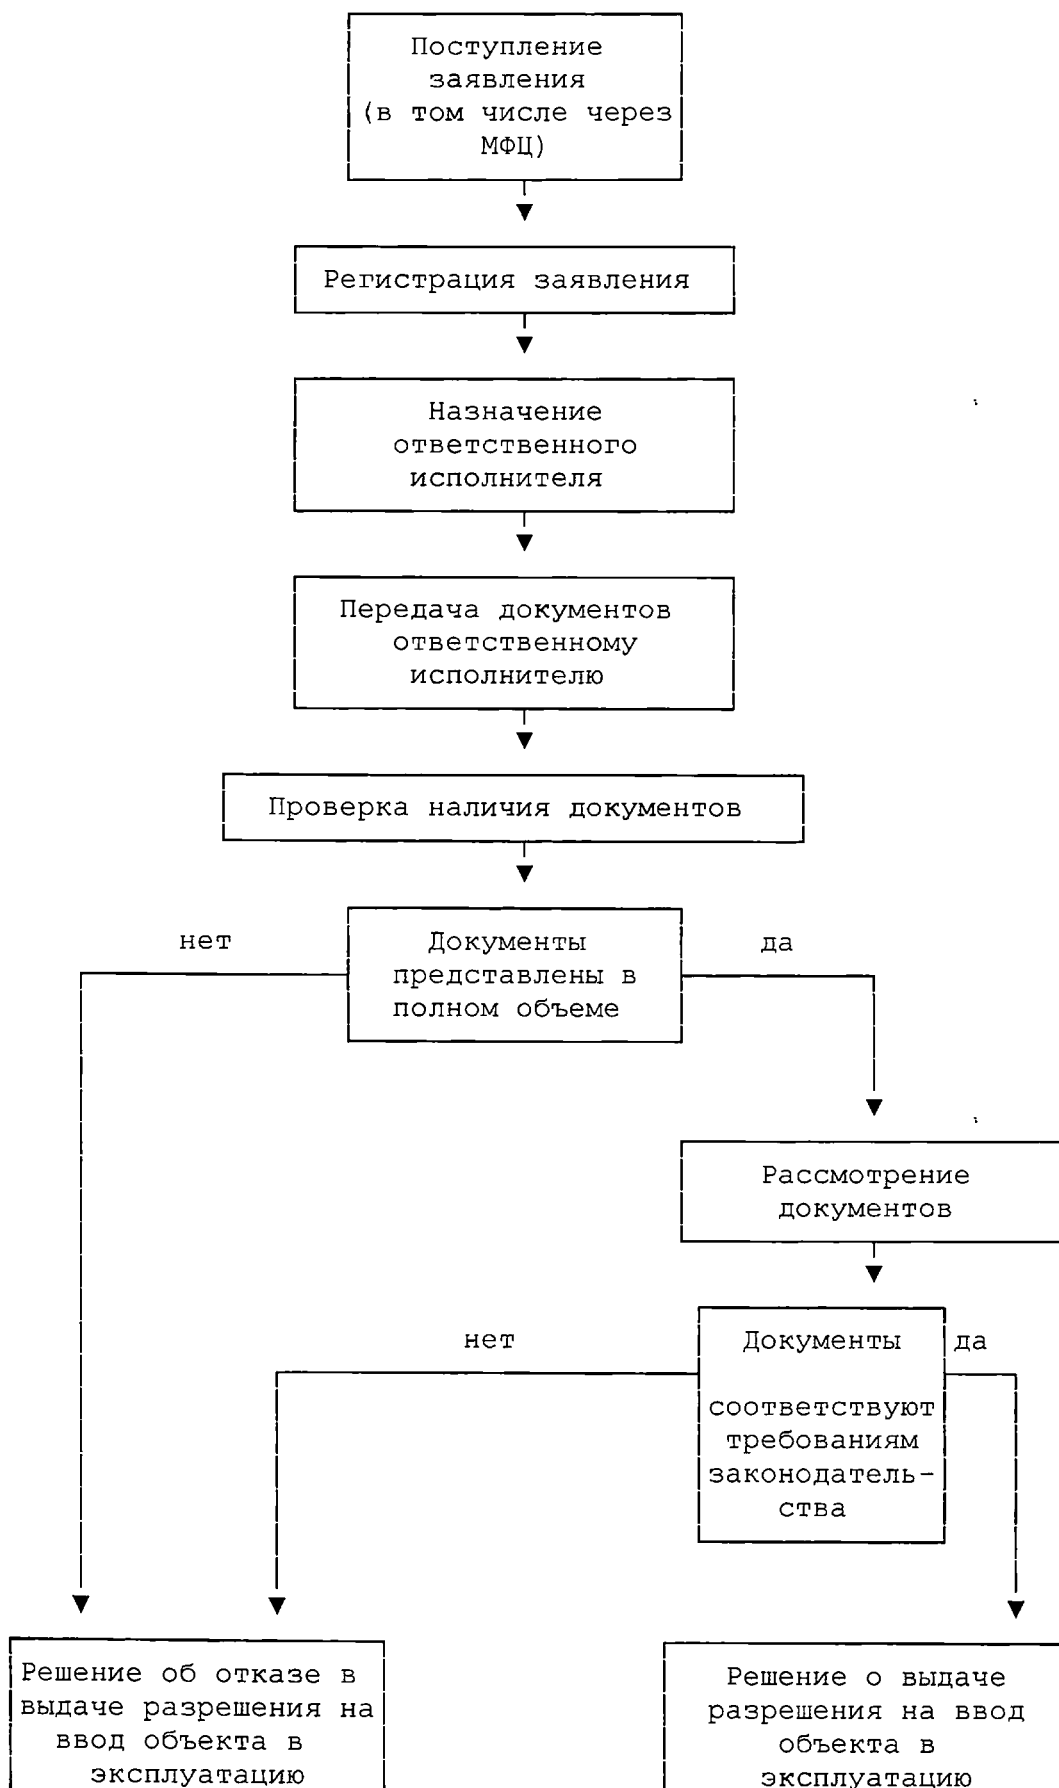 Поступление
заявления
(в том числе через
МФЦ)
Регистрация заявления
Назначение
ответственного
исполнителя
Передача документов
ответственному
исполнителю
Проверка наличия документов
нет
Документы
представлены в
полном объеме
да
Рассмотрение
документов
нет
Документы
соответствуют
требованиям
законодатель-
ства
да
Решение об отказе в
выдаче разрешения на
ввод объекта в
эксплуатацию
Решение о выдаче
разрешения на ввод
объекта в
эксплуатацию